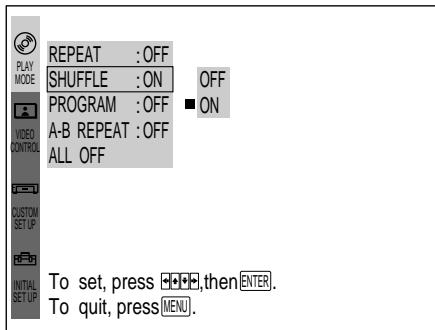 PLAY
MODE
VIDEO
CONTROL
CUSTOM
SET UP
INITIAL
SET UP
REPEAT :OFF
SHUFFLE :ON
PROGRAM :OFF
A-B REPEAT :OFF
ALL OFF
OFF
ON
To set, press ,then ENTER.
To quit, press MENU.